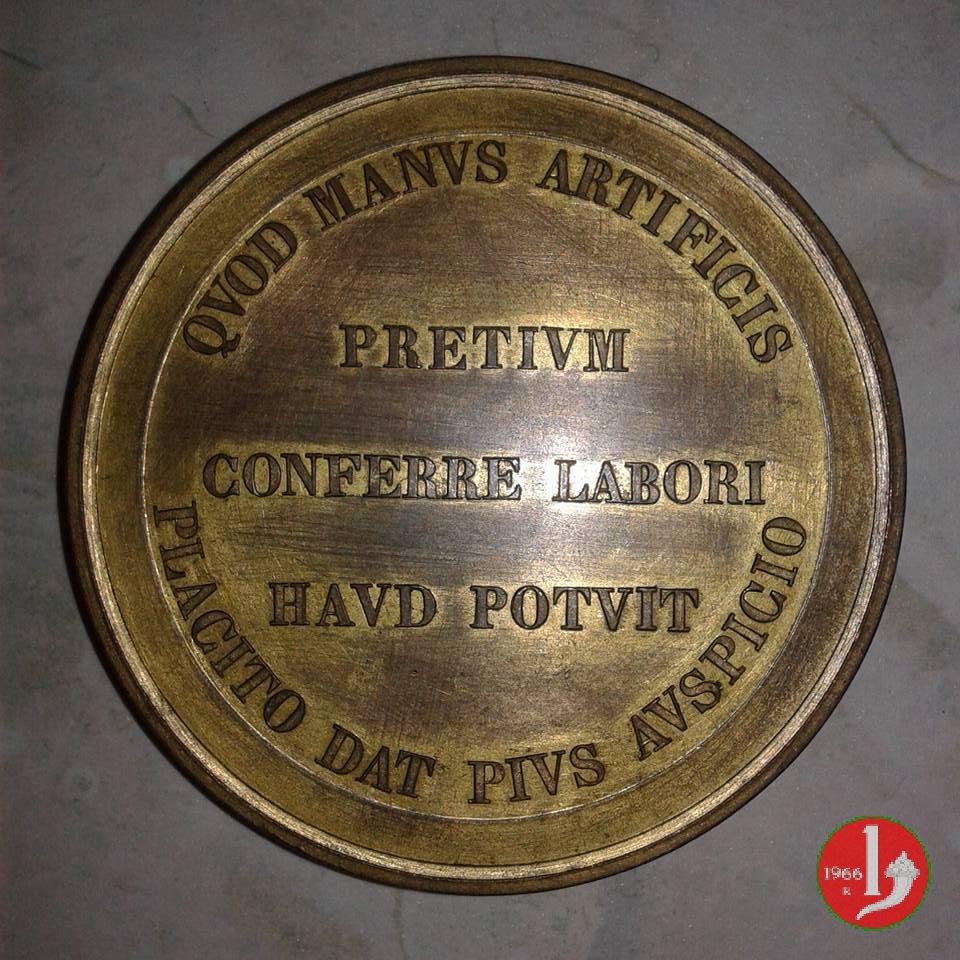 QVOD MANVS ARTIFICIS
PRETIVM
CONFERRE LABORI
HAVD POTVIT
PLACITO DAT PIVS AVSPICIO
1966
R